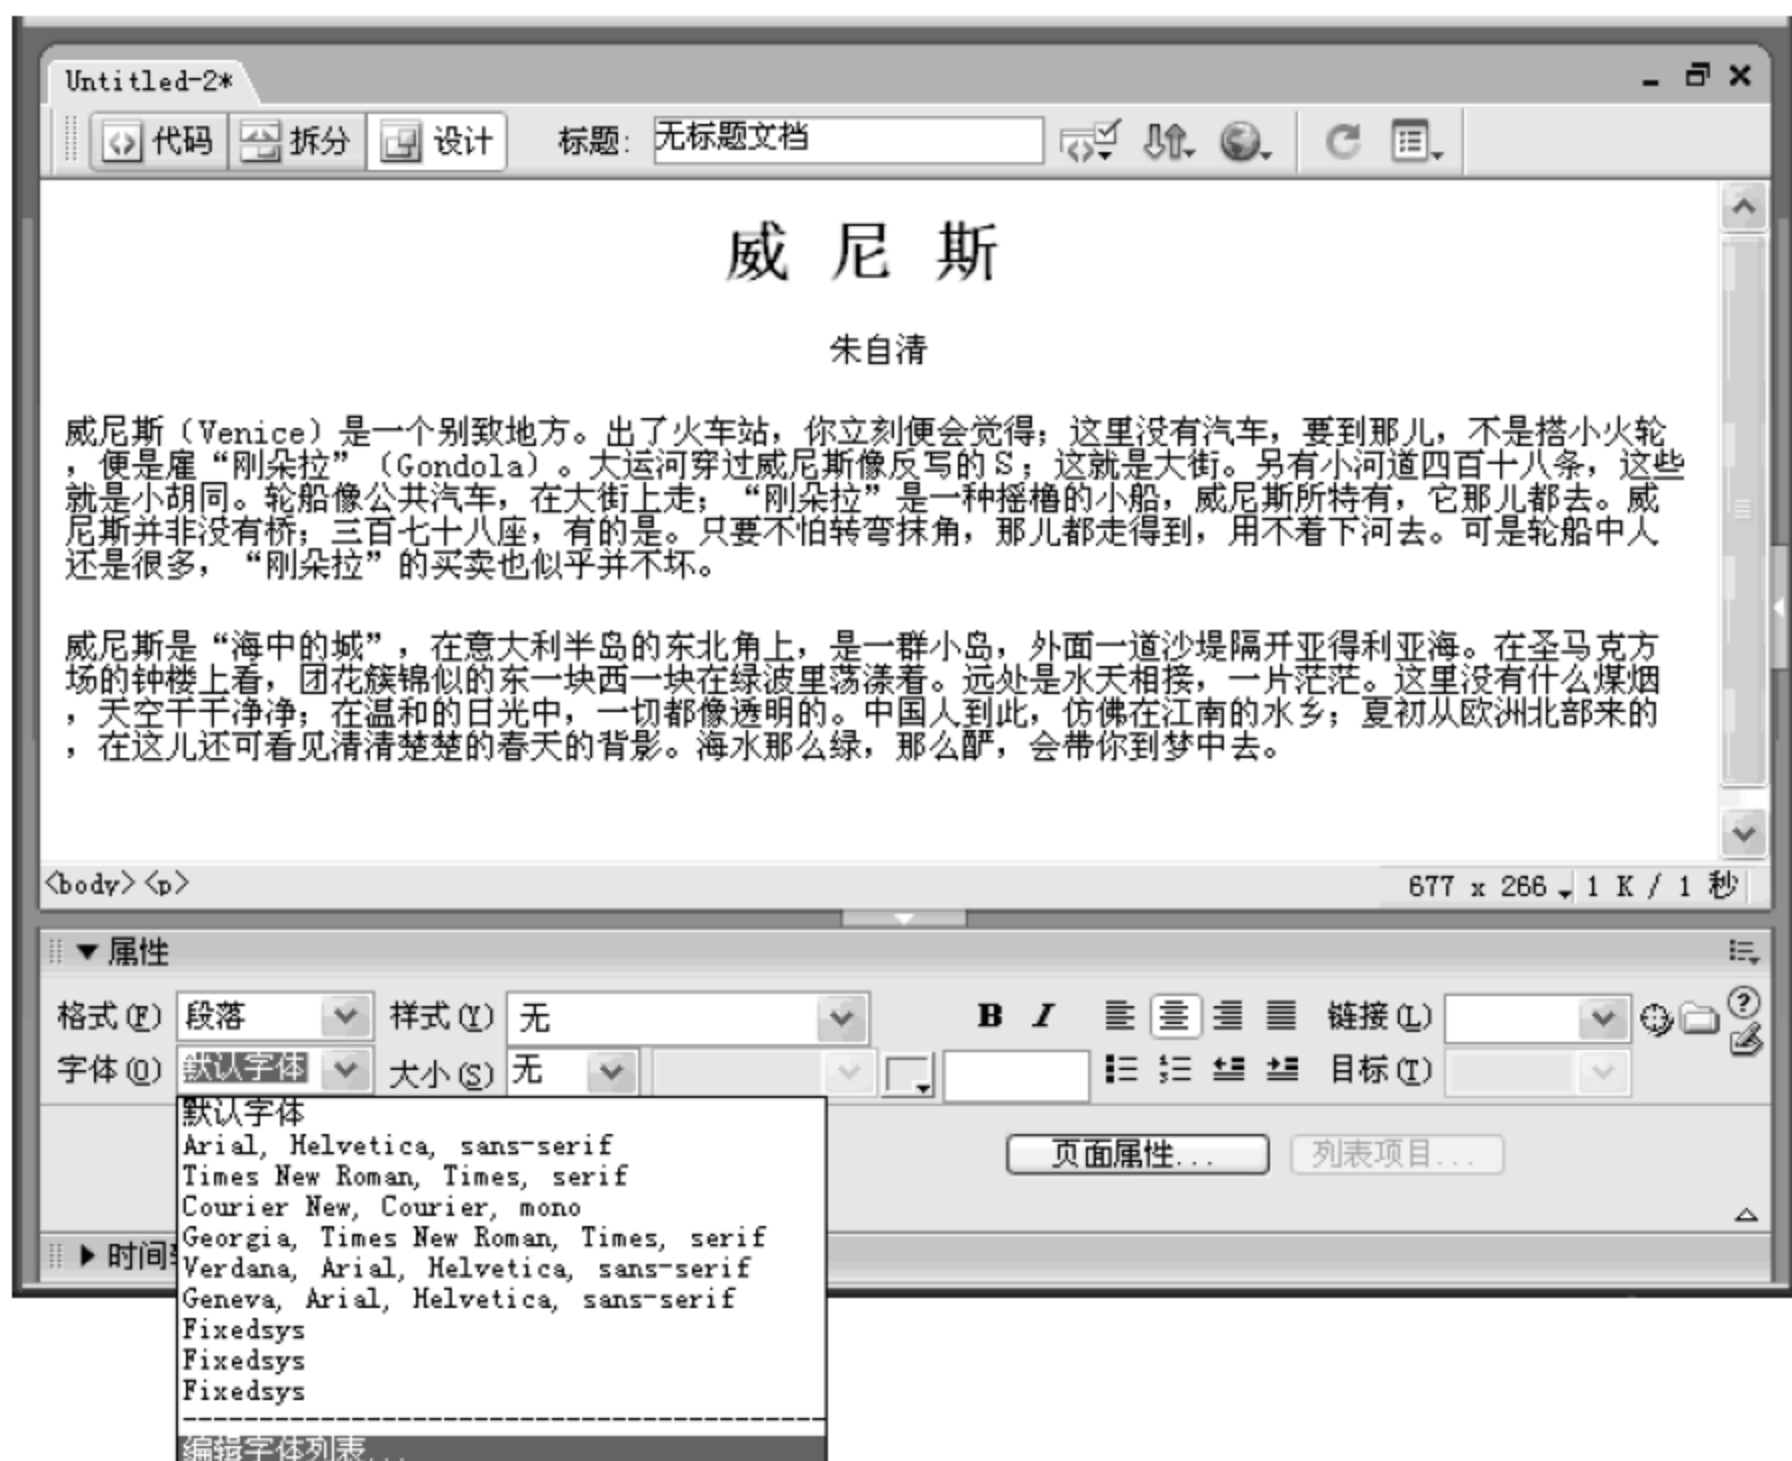 Untitled-2*
代码 拆分 设计 标题: 无标题文档
威 尼 斯
朱自清
威尼斯（Venice）是一个别致地方。出了火车站，你立刻便会觉得；这里没有汽车，要到那儿，不是搭小火轮
，便是雇“刚朵拉”（Gondola）。大运河穿过威尼斯像反写的S；这就是大街。另有小河道四百十八条，这些
就是小胡同。轮船像公共汽车，在大街上走；“刚朵拉”是一种摇橹的小船，威尼斯所特有，它那儿都去。威
尼斯并非没有桥；三百七十八座，有的是。只要不怕转弯抹角，那儿都走得到，用不着下河去。可是轮船中人
还是很多，“刚朵拉”的买卖也似乎并不坏。
威尼斯是“海中的城”，在意大利半岛的东北角上，是一群小岛，外面一道沙堤隔开亚得利亚海。在圣马克方
场的钟楼上看，团花簇锦似的东一块西一块在绿波里荡漾着。远处是水天相接，一片茫茫。这里没有什么煤烟
，天空干干净净；在温和的日光中，一切都像透明的。中国人到此，仿佛在江南的水乡；夏初从欧洲北部来的
，在这儿还可看见清清楚楚的春天的背影。海水那么绿，那么酽，会带你到梦中去。
<body><p> 677 x 266 1 K / 1 秒
属性
格式(F) 段落 样式(Y) 无 B I 链接(L)
字体(O) 默认字体 大小(S) 无 目标(T)
默认字体
Arial, Helvetica, sans-serif
页面属性... 列表项目...
Times New Roman, Times, serif
Courier New, Courier, mono
Georgia, Times New Roman, Times, serif
时间
Verdana, Arial, Helvetica, sans-serif
Geneva, Arial, Helvetica, sans-serif
Fixedsys
Fixedsys
Fixedsys
编辑字体列表...